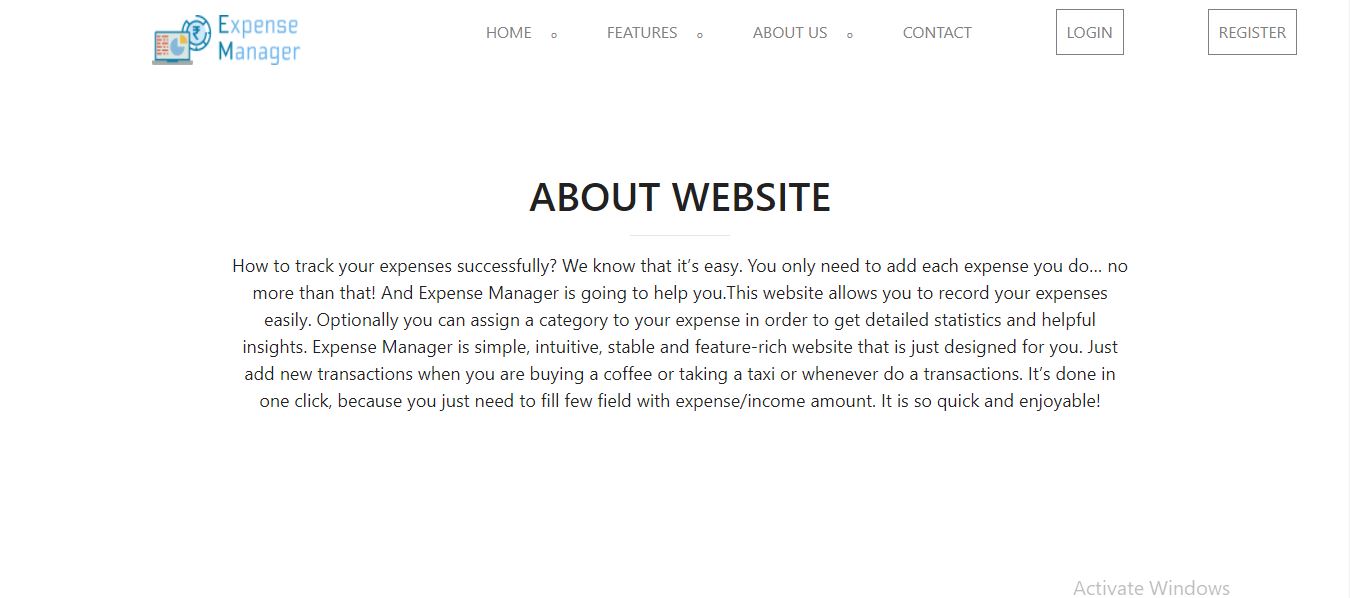 Expense
Manager
HOME FEATURES ABOUT US CONTACT LOGIN REGISTER
ABOUT WEBSITE
How to track your expenses successfully? We know that it’s easy. You only need to add each expense you do… no
more than that! And Expense Manager is going to help you.This website allows you to record your expenses
easily. Optionally you can assign a category to your expense in order to get detailed statistics and helpful
insights. Expense Manager is simple, intuitive, stable and feature-rich website that is just designed for you. Just
add new transactions when you are buying a coffee or taking a taxi or whenever do a transactions. It’s done in
one click, because you just need to fill few field with expense/income amount. It is so quick and enjoyable!
Activate Windows